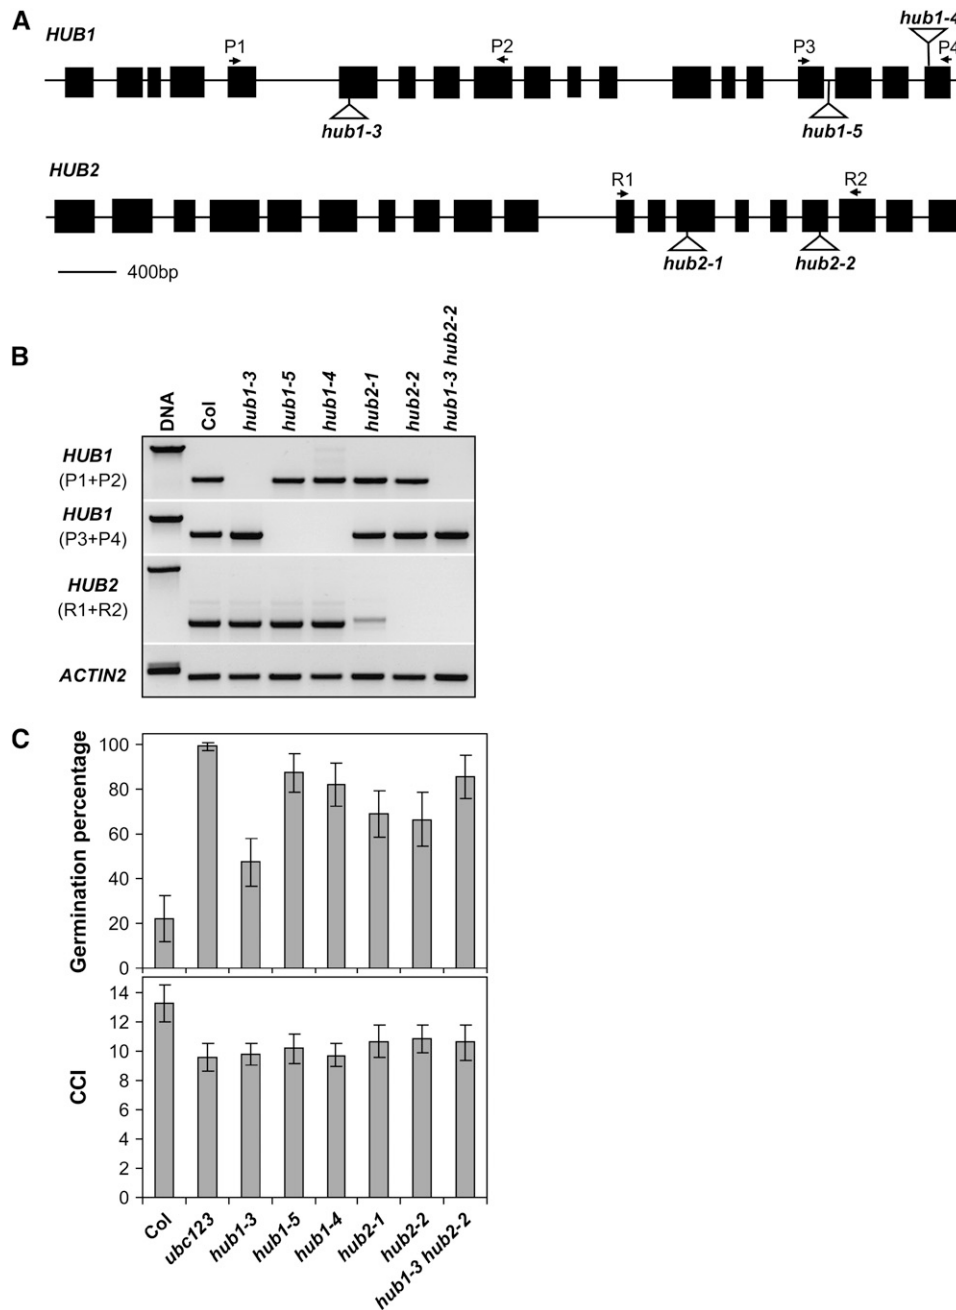 A
HUB1
P1
P2
P3
hub1-4
P4
hub1-3
hub1-5
HUB2
R1
R2
hub2-1
hub2-2
400bp
B
DNA
Col
hub1-3
hub1-5
hub1-4
hub2-1
hub2-2
hub1-3 hub2-2
HUB1
(P1+P2)
HUB1
(P3+P4)
HUB2
(R1+R2)
ACTIN2
C
Germination percentage
100
80
60
40
20
0
CCI
14
12
10
8
6
4
2
0
Col
ubc123
hub1-3
hub1-5
hub1-4
hub2-1
hub2-2
hub1-3 hub2-2